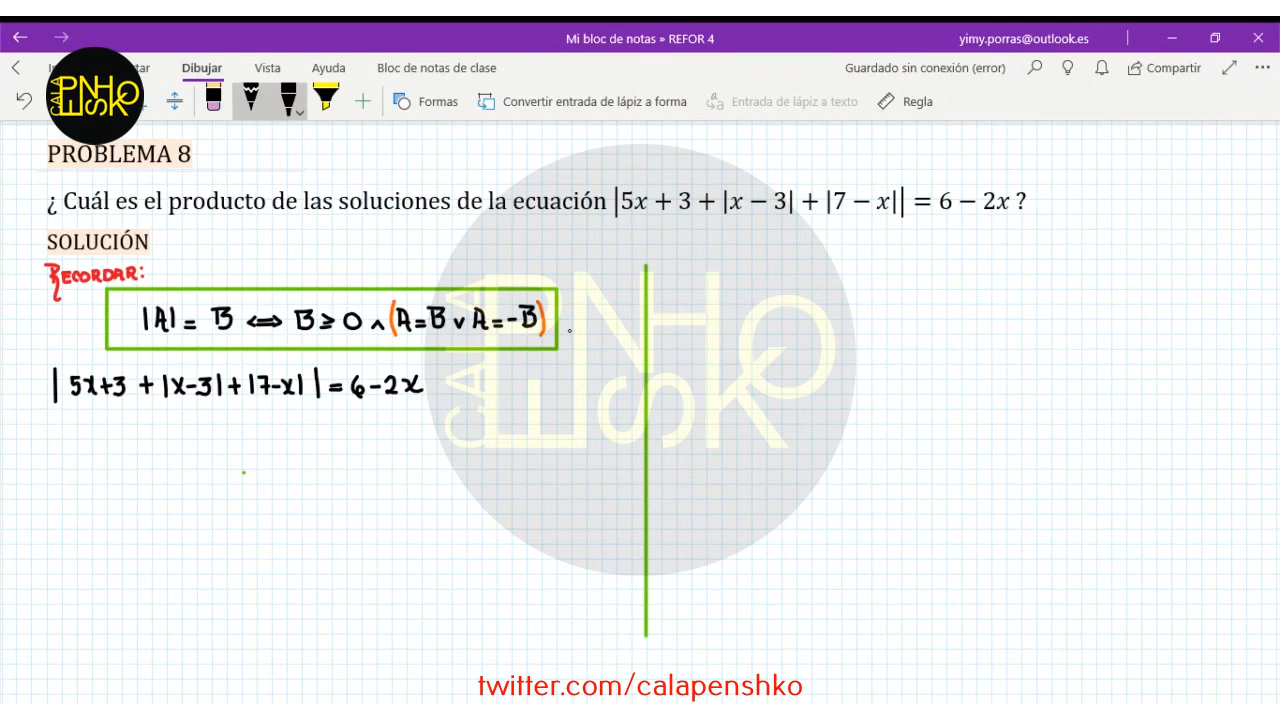 Mi bloc de notas » REFOR 4
yimy.porras@outlook.es
Dibujar Vista Ayuda Bloc de notas de clase
Guardado sin conexión (error) Compartir
Formas Convertir entrada de lápiz a forma Entrada de lápiz a texto Regla
CALAPENSHKO
PROBLEMA 8
¿ Cuál es el producto de las soluciones de la ecuación |5x + 3 + |x − 3| + |7 − x|| = 6 − 2x ?
SOLUCIÓN
RECORDAR:
|A| = B ⟺ B ≥ 0 ∧ (A = B ∨ A = −B)
| 5x+3 + |x−3| + |7−x| | = 6 − 2x
CALAPENSHKO
twitter.com/calapenshko